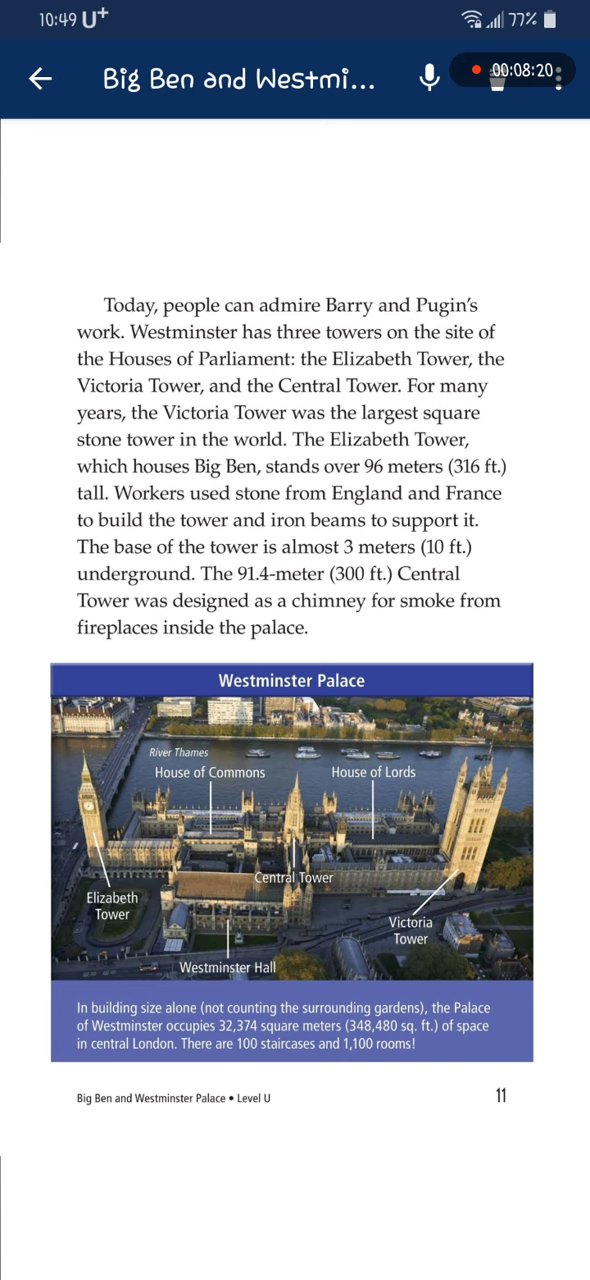 10:49 U+
77%
Big Ben and Westmi...
00:08:20
Today, people can admire Barry and Pugin's
work. Westminster has three towers on the site of
the Houses of Parliament: the Elizabeth Tower, the
Victoria Tower, and the Central Tower. For many
years, the Victoria Tower was the largest square
stone tower in the world. The Elizabeth Tower,
which houses Big Ben, stands over 96 meters (316 ft.)
tall. Workers used stone from England and France
to build the tower and iron beams to support it.
The base of the tower is almost 3 meters (10 ft.)
underground. The 91.4-meter (300 ft.) Central
Tower was designed as a chimney for smoke from
fireplaces inside the palace.
Westminster Palace
River Thames
House of Commons
House of Lords
Central Tower
Elizabeth
Tower
Victoria
Tower
Westminster Hall
In building size alone (not counting the surrounding gardens), the Palace
of Westminster occupies 32,374 square meters (348,480 sq. ft.) of space
in central London. There are 100 staircases and 1,100 rooms!
Big Ben and Westminster Palace • Level U
11